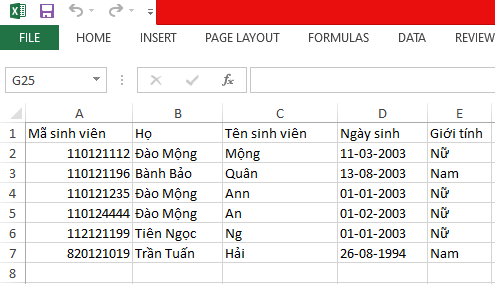 FILE HOME INSERT PAGE LAYOUT FORMULAS DATA REVIEW
G25 fx
A B C D E
1 Mã sinh viên Họ Tên sinh viên Ngày sinh Giới tính
2 110121112 Đào Mộng Mộng 11-03-2003 Nữ
3 110121196 Bành Bảo Quân 13-08-2003 Nam
4 110121235 Đào Mộng Ann 01-01-2003 Nữ
5 110124444 Đào Mộng An 01-02-2003 Nữ
6 112121199 Tiên Ngọc Ng 01-01-2003 Nữ
7 820121019 Trần Tuấn Hải 26-08-1994 Nam
8